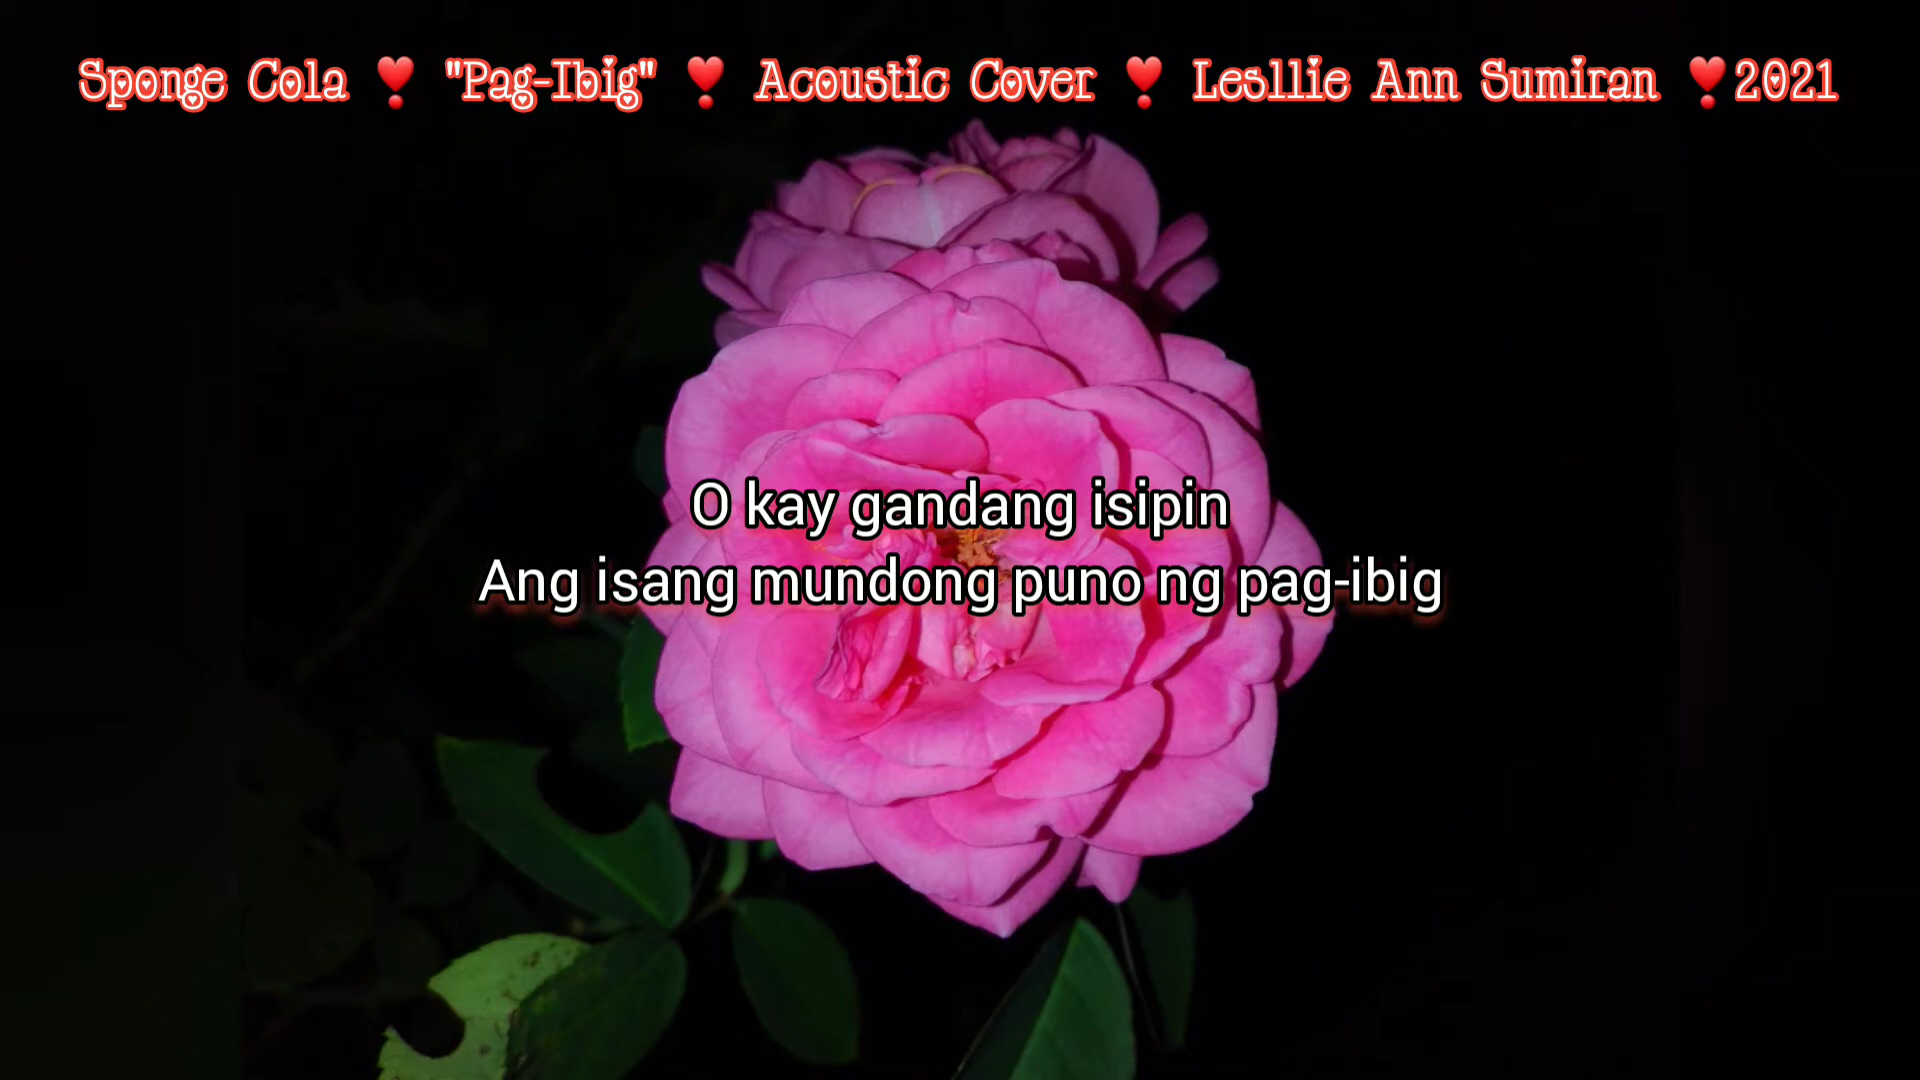 Sponge Cola ❣ "Pag-Ibig" ❣ Acoustic Cover ❣ Lesllie Ann Sumiran ❣2021
O kay gandang isipin
Ang isang mundong puno ng pag-ibig